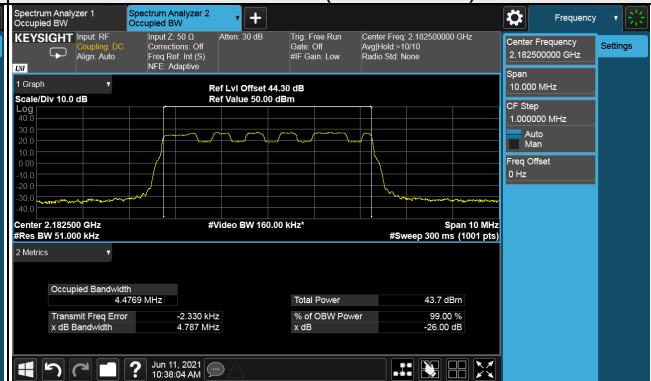 Spectrum Analyzer 1
Occupied BW
Spectrum Analyzer 2
Occupied BW
Frequency
KEYSIGHT
Input: RF
Coupling: DC
Align: Auto
Input Z: 50 Ω
Corrections: Off
Freq Ref: Int (S)
NFE: Adaptive
Atten: 30 dB
Trig: Free Run
Gate: Off
#IF Gain: Low
Center Freq: 2.182500000 GHz
Avg|Hold:>10/10
Radio Std: None
LXI
Center Frequency
2.182500000 GHz
Settings
Span
10.000 MHz
CF Step
1.000000 MHz
Auto
Man
Freq Offset
0 Hz
1 Graph
Scale/Div 10.0 dB
Ref Lvl Offset 44.30 dB
Ref Value 50.00 dBm
Log
40.0
30.0
20.0
10.0
0.00
-10.0
-20.0
-30.0
-40.0
Center 2.182500 GHz
#Res BW 51.000 kHz
#Video BW 160.00 kHz*
Span 10 MHz
#Sweep 300 ms (1001 pts)
2 Metrics
Occupied Bandwidth
4.4769 MHz
Total Power
43.7 dBm
Transmit Freq Error
-2.330 kHz
% of OBW Power
99.00 %
x dB Bandwidth
4.787 MHz
x dB
-26.00 dB
?
Jun 11, 2021
10:38:04 AM